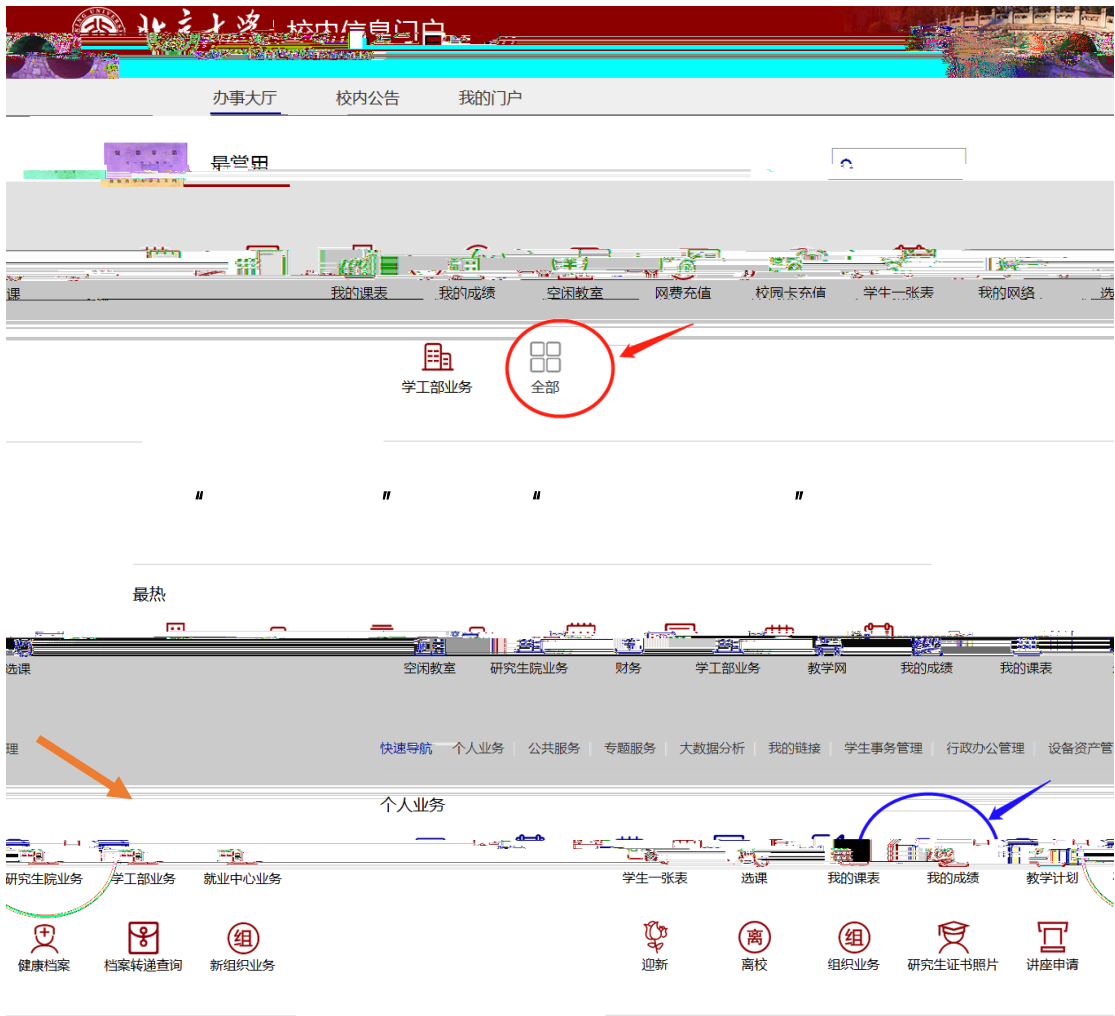 北京大学 校内信息门户
办事大厅 校内公告 我的门户
最常用
课 我的课表 我的成绩 空闲教室 网费充值 校园卡充值 学生一张表 我的网络 选
学工部业务 全部
“ ” “ ”
最热
选课 空闲教室 研究生院业务 财务 学工部业务 教学网 我的成绩 我的课表
理 快速导航 个人业务 公共服务 专题服务 大数据分析 我的链接 学生事务管理 行政办公管理 设备资产管
个人业务
研究生院业务 学工部业务 就业中心业务 学生一张表 选课 我的课表 我的成绩 教学计划
健康档案 档案转递查询 新组织业务 迎新 离校 组织业务 研究生证书照片 讲座申请